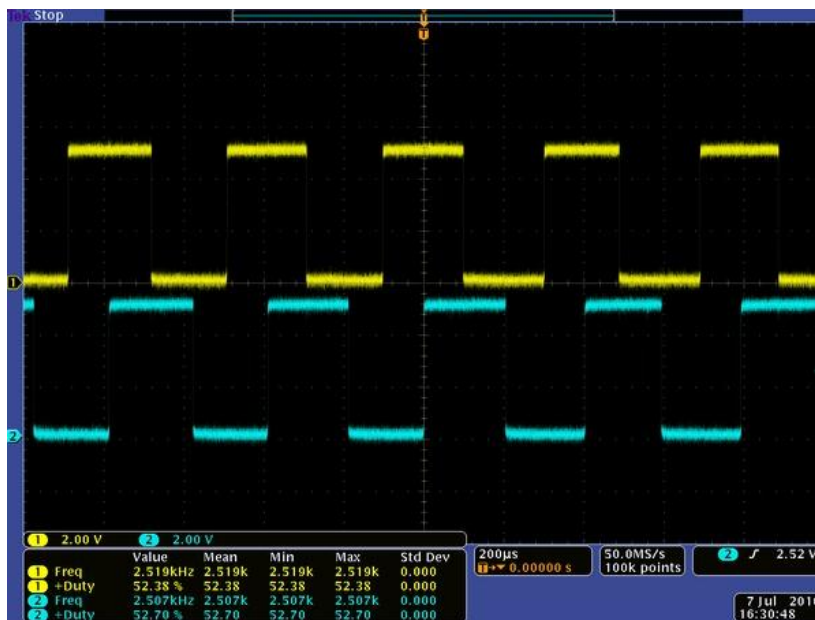 Tek Stop
T
1
2
1 2.00 V 2 2.00 V
Value Mean Min Max Std Dev
1 Freq 2.519kHz 2.519k 2.519k 2.519k 0.000
1 +Duty 52.38 % 52.38 52.38 52.38 0.000
2 Freq 2.507kHz 2.507k 2.507k 2.507k 0.000
2 +Duty 52.70 % 52.70 52.70 52.70 0.000
200µs
T→▼ 0.00000 s
50.0MS/s
100k points
2 ƒ 2.52 V
7 Jul
16:30:48